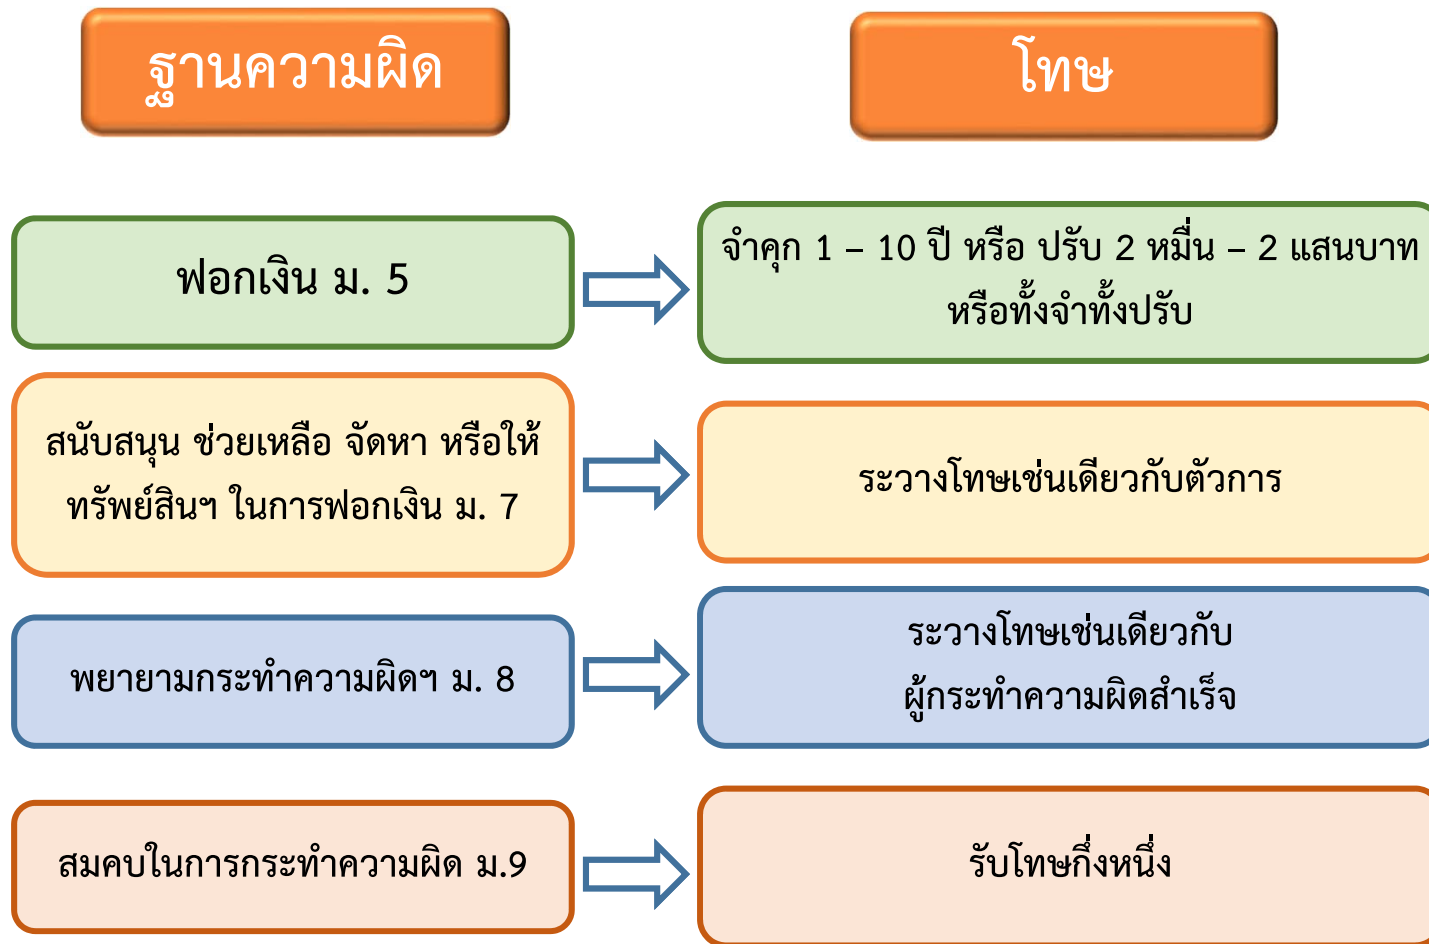 ฐานความผิด
โทษ
ฟอกเงิน ม. 5
จำคุก 1 – 10 ปี หรือ ปรับ 2 หมื่น – 2 แสนบาท
หรือทั้งจำทั้งปรับ
สนับสนุน ช่วยเหลือ จัดหา หรือให้
ทรัพย์สินฯ ในการฟอกเงิน ม. 7
ระวางโทษเช่นเดียวกับตัวการ
พยายามกระทำความผิดฯ ม. 8
ระวางโทษเช่นเดียวกับ
ผู้กระทำความผิดสำเร็จ
สมคบในการกระทำความผิด ม.9
รับโทษกึ่งหนึ่ง